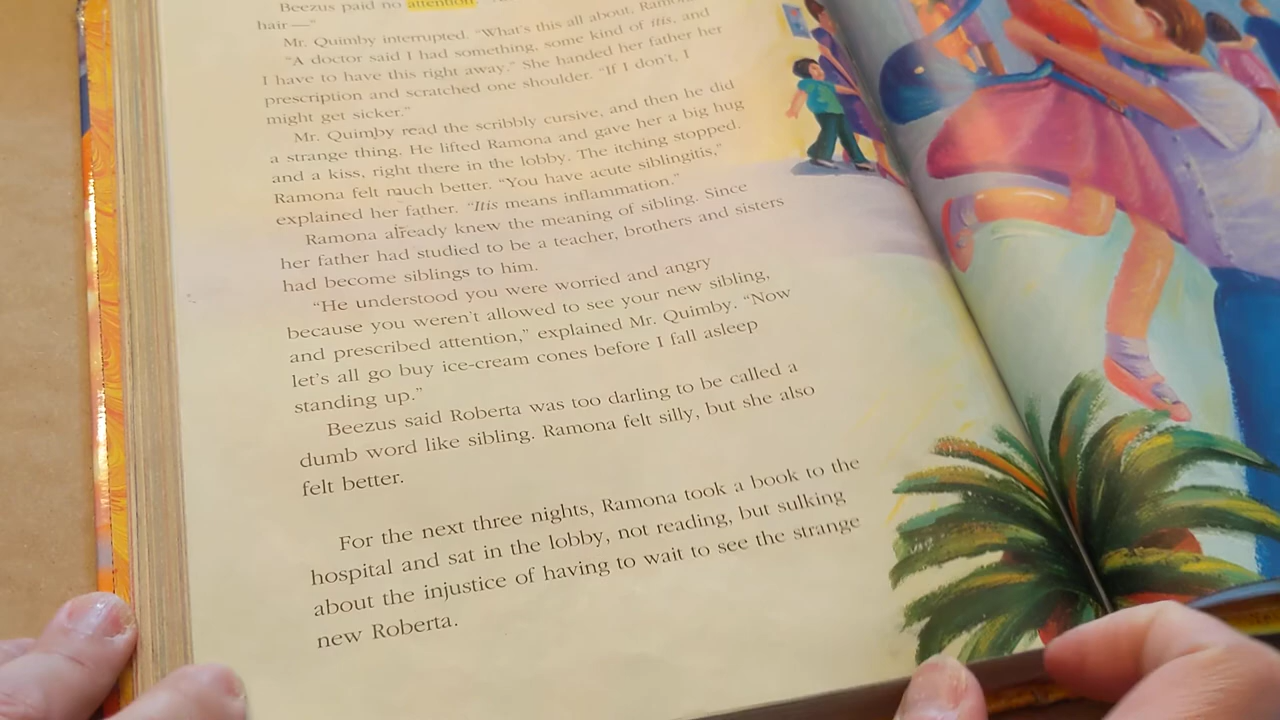 Beezus paid no attention.
hair—"
Mr. Quimby interrupted. "What's this all about, Ramona?"
"A doctor said I had something, some kind of itis, and
I have to have this right away." She handed her father her
prescription and scratched one shoulder. "If I don't, I
might get sicker."
Mr. Quimby read the scribbly cursive, and then he did
a strange thing. He lifted Ramona and gave her a big hug
and a kiss, right there in the lobby. The itching stopped.
Ramona felt much better. "You have acute siblingitis,"
explained her father. "Itis means inflammation."
Ramona already knew the meaning of sibling. Since
her father had studied to be a teacher, brothers and sisters
had become siblings to him.
"He understood you were worried and angry
because you weren't allowed to see your new sibling,
and prescribed attention," explained Mr. Quimby. "Now
let's all go buy ice-cream cones before I fall asleep
standing up."
Beezus said Roberta was too darling to be called a
dumb word like sibling. Ramona felt silly, but she also
felt better.
For the next three nights, Ramona took a book to the
hospital and sat in the lobby, not reading, but sulking
about the injustice of having to wait to see the strange
new Roberta.